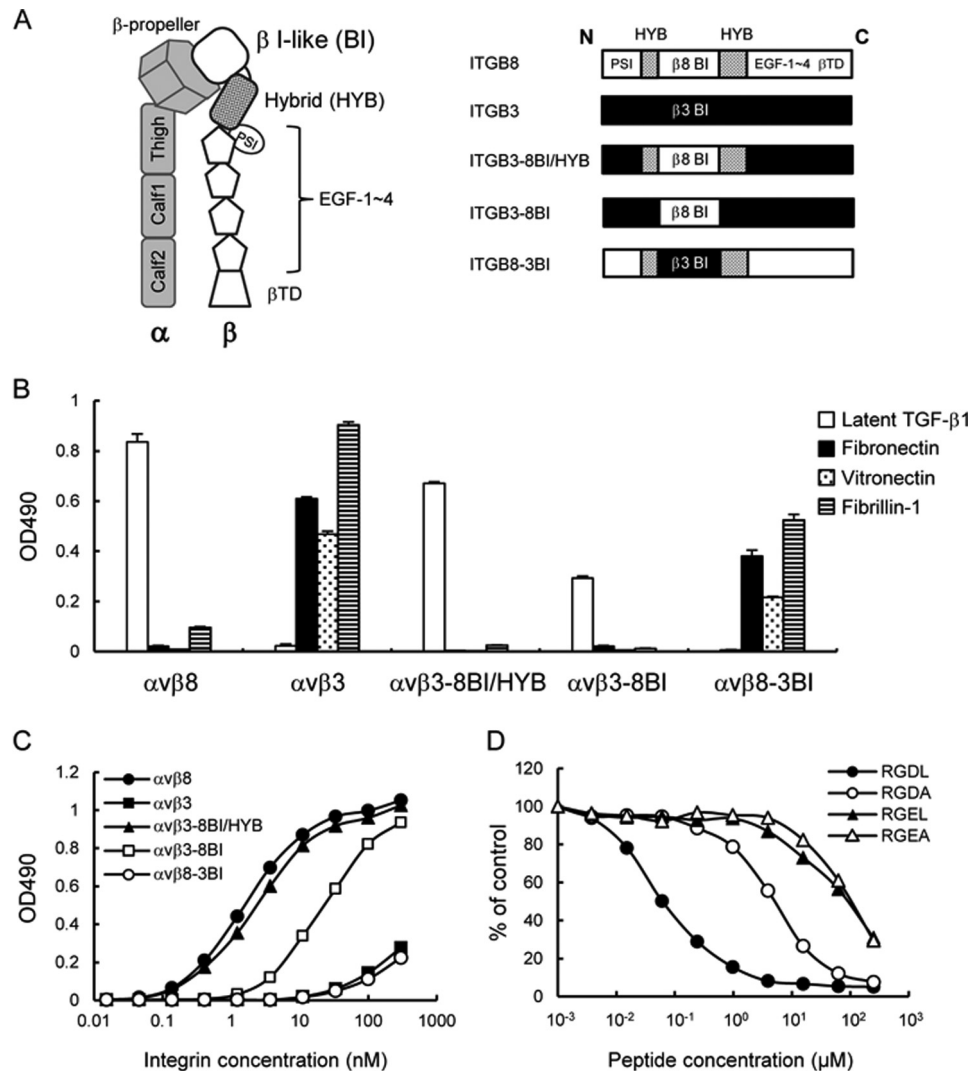 A
β-propeller
β I-like (BI)
Hybrid (HYB)
PSI
Thigh
Calf1
Calf2
EGF-1~4
βTD
α
β
N
HYB
HYB
C
ITGB8
PSI
β8 BI
EGF-1~4 βTD
ITGB3
β3 BI
ITGB3-8BI/HYB
β8 BI
ITGB3-8BI
β8 BI
ITGB8-3BI
β3 BI
B
OD490
1
0.8
0.6
0.4
0.2
0
Latent TGF-β1
Fibronectin
Vitronectin
Fibrillin-1
αvβ8
αvβ3
αvβ3-8BI/HYB
αvβ3-8BI
αvβ8-3BI
C
OD490
1.2
1
0.8
0.6
0.4
0.2
0
αvβ8
αvβ3
αvβ3-8BI/HYB
αvβ3-8BI
αvβ8-3BI
0.01
0.1
1
10
100
1000
Integrin concentration (nM)
D
% of control
120
100
80
60
40
20
0
RGDL
RGDA
RGEL
RGEA
10⁻³
10⁻²
10⁻¹
10⁰
10¹
10²
10³
Peptide concentration (μM)